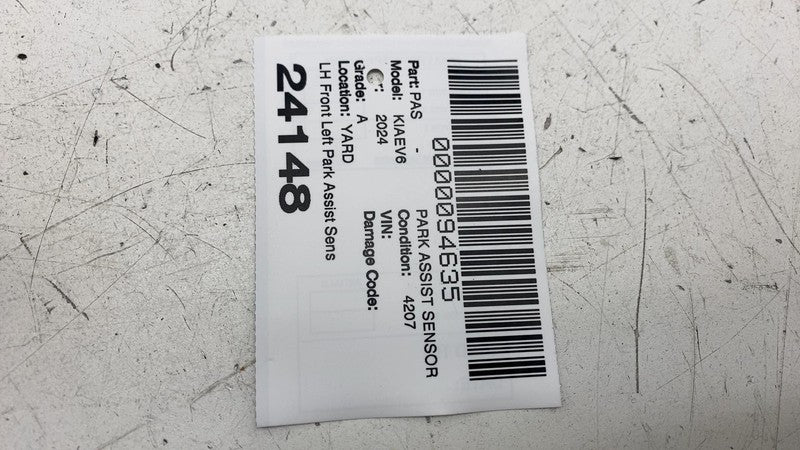 0000094635
Part: PAS - PARK ASSIST SENSOR
Model: KIAEV6 Condition: 4207
2024 VIN:
Grade: A Damage Code:
Location: YARD
LH Front Left Park Assist Sens
24148